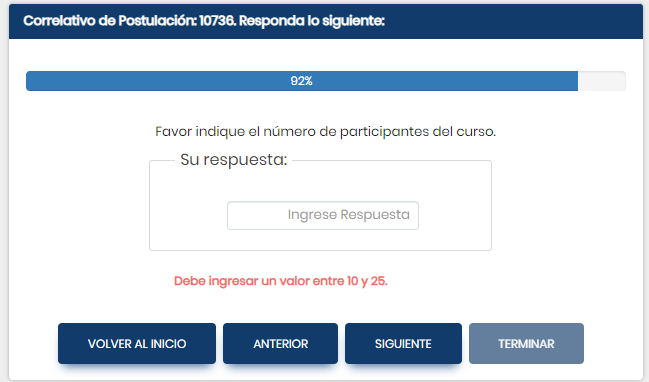 Correlativo de Postulación: 10736. Responda lo siguiente:
92%
Favor indique el número de participantes del curso.
Su respuesta:
Ingrese Respuesta
Debe ingresar un valor entre 10 y 25.
VOLVER AL INICIO
ANTERIOR
SIGUIENTE
TERMINAR